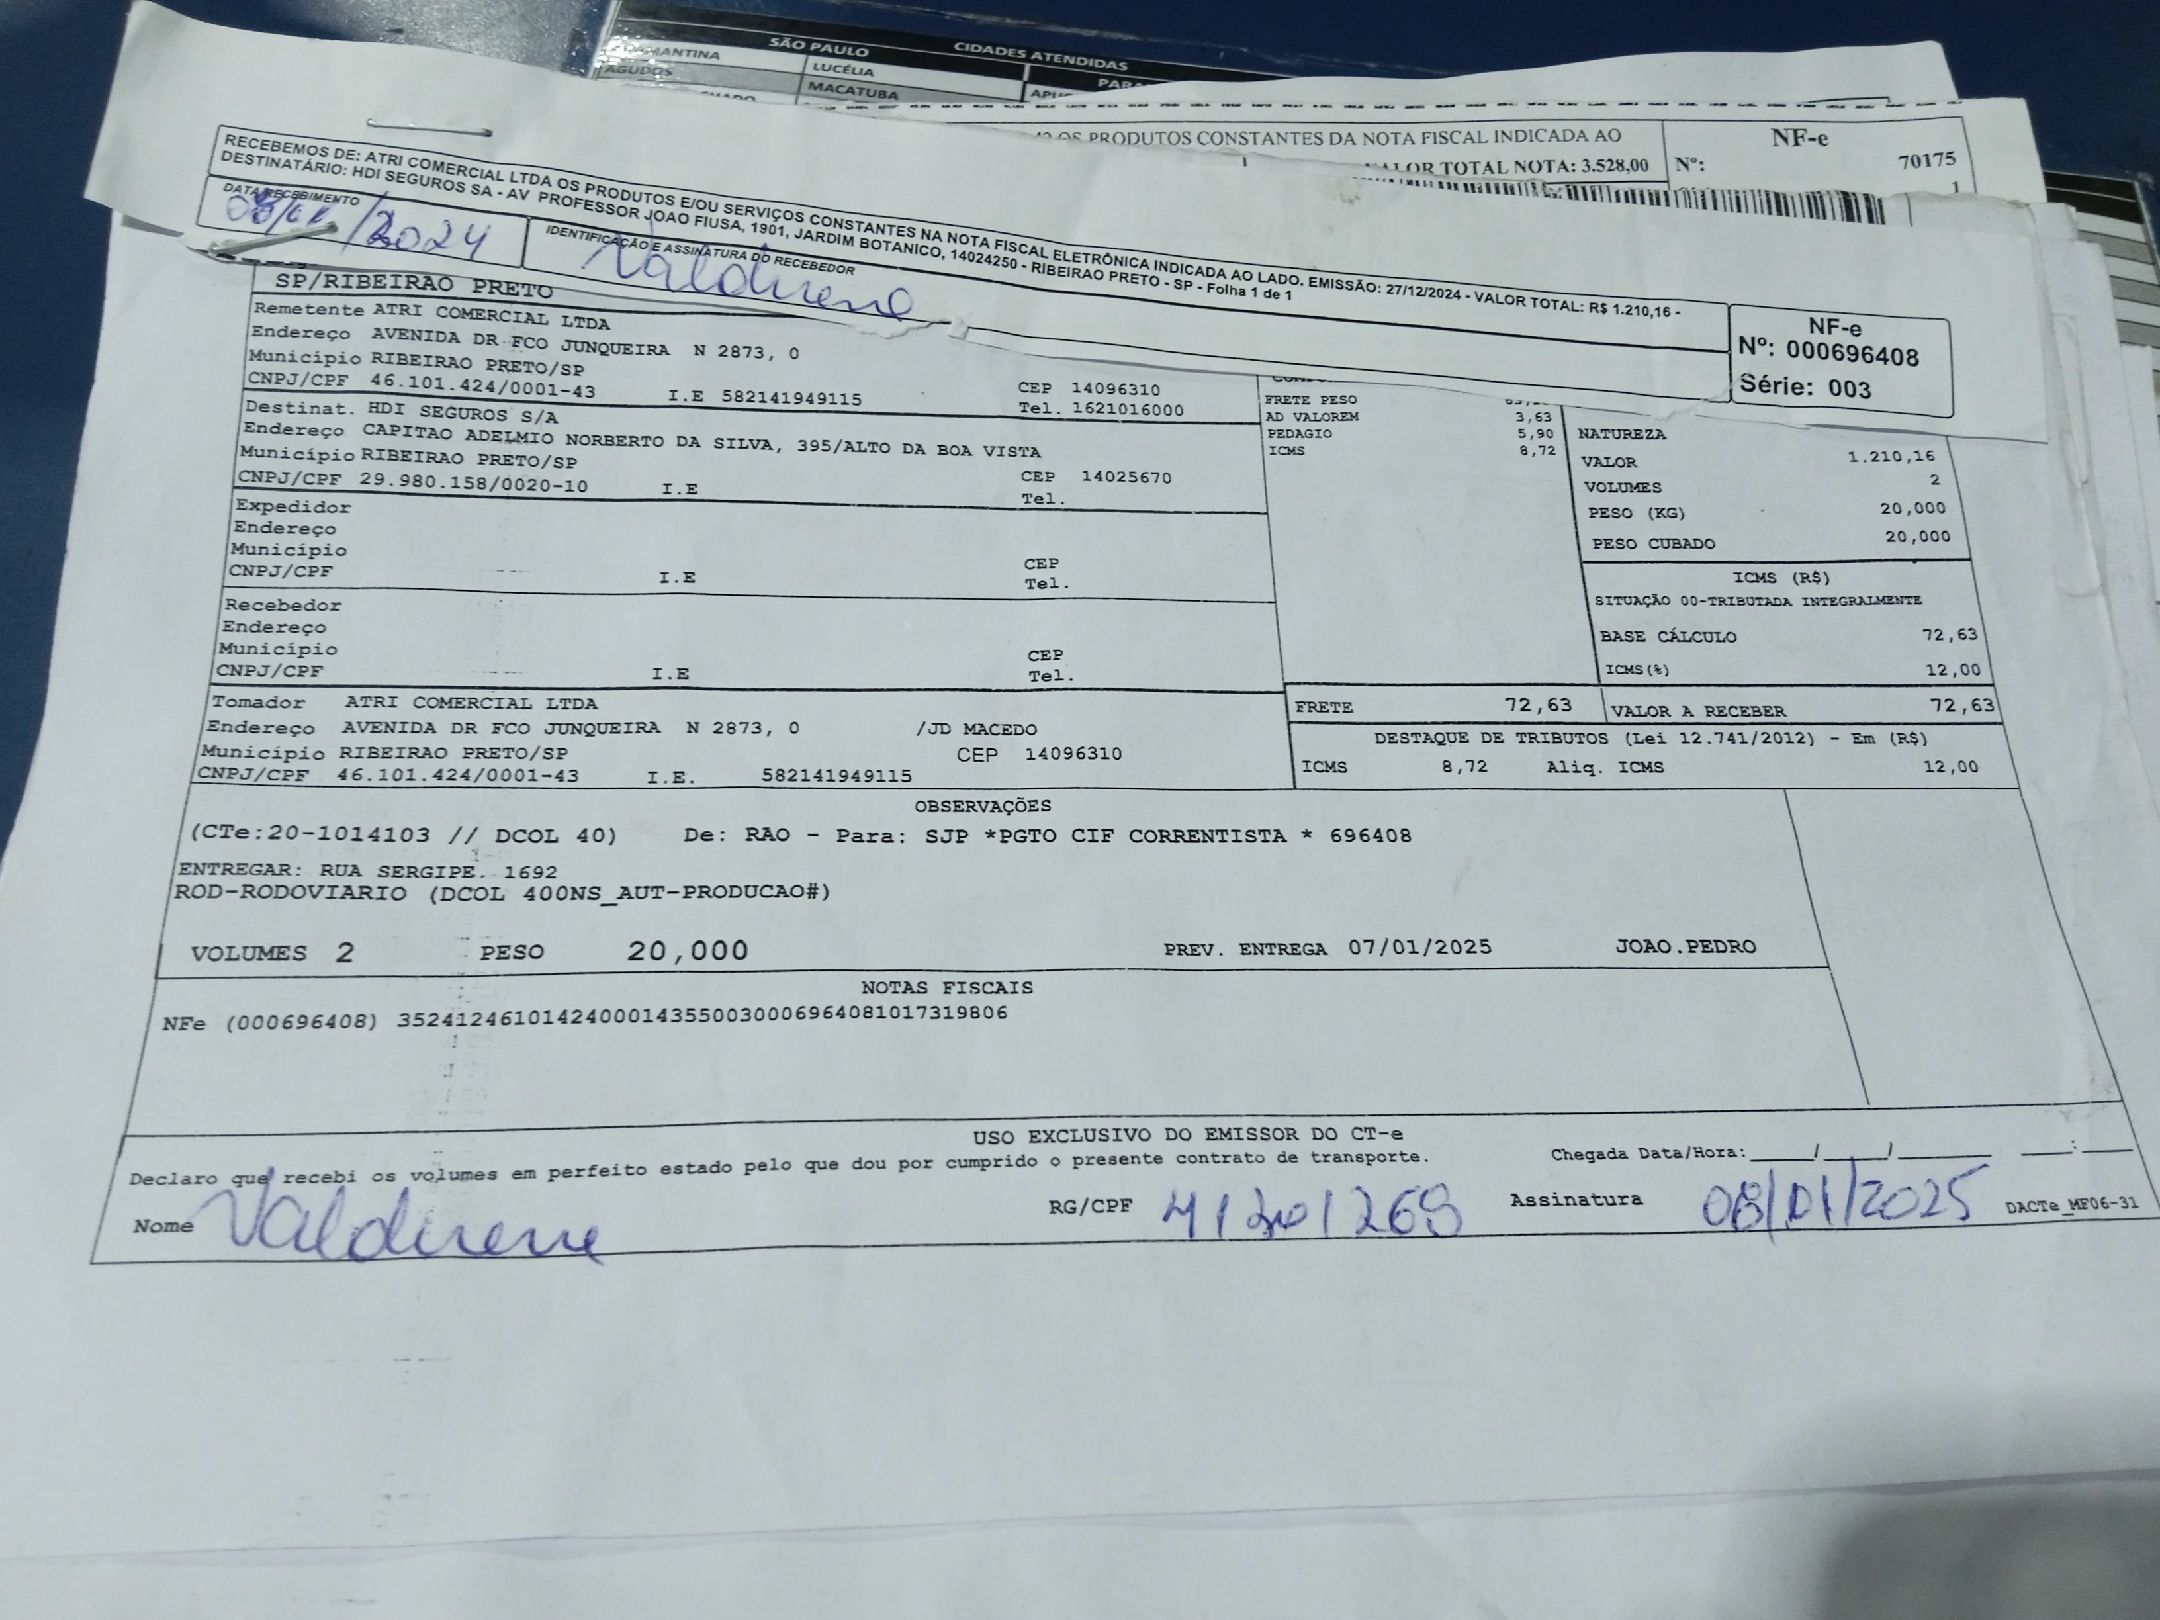 SÃO PAULO CIDADES ATENDIDAS
LUCÉLIA
AGUDOS MACATUBA
OS PRODUTOS CONSTANTES DA NOTA FISCAL INDICADA AO
VALOR TOTAL NOTA: 3.528,00
NF-e
Nº: 70175
1
RECEBEMOS DE: ATRI COMERCIAL LTDA OS PRODUTOS E/OU SERVIÇOS CONSTANTES NA NOTA FISCAL ELETRÔNICA INDICADA AO LADO. EMISSÃO: 27/12/2024 - VALOR TOTAL: R$ 1.210,16 -
DESTINATÁRIO: HDI SEGUROS SA - AV PROFESSOR JOAO FIUSA, 1901, JARDIM BOTANICO, 14024250 - RIBEIRAO PRETO - SP - Folha 1 de 1
DATA RECEBIMENTO
08/01/2024
IDENTIFICAÇÃO E ASSINATURA DO RECEBEDOR
Valdirene
NF-e
Nº: 000696408
Série: 003
SP/RIBEIRAO PRETO
Remetente ATRI COMERCIAL LTDA
Endereço AVENIDA DR FCO JUNQUEIRA N 2873, 0
Município RIBEIRAO PRETO/SP CEP 14096310
CNPJ/CPF 46.101.424/0001-43 I.E 582141949115 Tel. 1621016000
Destinat. HDI SEGUROS S/A
Endereço CAPITAO ADELMIO NORBERTO DA SILVA, 395/ALTO DA BOA VISTA
Município RIBEIRAO PRETO/SP CEP 14025670
CNPJ/CPF 29.980.158/0020-10 I.E Tel.
Expedidor
Endereço
Município CEP
CNPJ/CPF I.E Tel.
Recebedor
Endereço
Município CEP
CNPJ/CPF I.E Tel.
Tomador ATRI COMERCIAL LTDA
Endereço AVENIDA DR FCO JUNQUEIRA N 2873, 0 /JD MACEDO
Município RIBEIRAO PRETO/SP CEP 14096310
CNPJ/CPF 46.101.424/0001-43 I.E. 582141949115
FRETE PESO
AD VALOREM 3,63
PEDAGIO 5,90
ICMS 8,72
NATUREZA
VALOR 1.210,16
VOLUMES 2
PESO (KG) 20,000
PESO CUBADO 20,000
ICMS (R$)
SITUAÇÃO 00-TRIBUTADA INTEGRALMENTE
BASE CÁLCULO 72,63
ICMS(%) 12,00
FRETE 72,63 VALOR A RECEBER 72,63
DESTAQUE DE TRIBUTOS (Lei 12.741/2012) - Em (R$)
ICMS 8,72 Aliq. ICMS 12,00
OBSERVAÇÕES
(CTe:20-1014103 // DCOL 40) De: RAO - Para: SJP *PGTO CIF CORRENTISTA * 696408
ENTREGAR: RUA SERGIPE. 1692
ROD-RODOVIARIO (DCOL 400NS_AUT-PRODUCAO#)
VOLUMES 2 PESO 20,000 PREV. ENTREGA 07/01/2025 JOAO.PEDRO
NOTAS FISCAIS
NFe (000696408) 35241246101424000143550030006964081017319806
USO EXCLUSIVO DO EMISSOR DO CT-e
Declaro que recebi os volumes em perfeito estado pelo que dou por cumprido o presente contrato de transporte. Chegada Data/Hora:____/____/______ ___:____
Nome Valdirene RG/CPF Assinatura 08/01/2025 DACTe_MF06-31